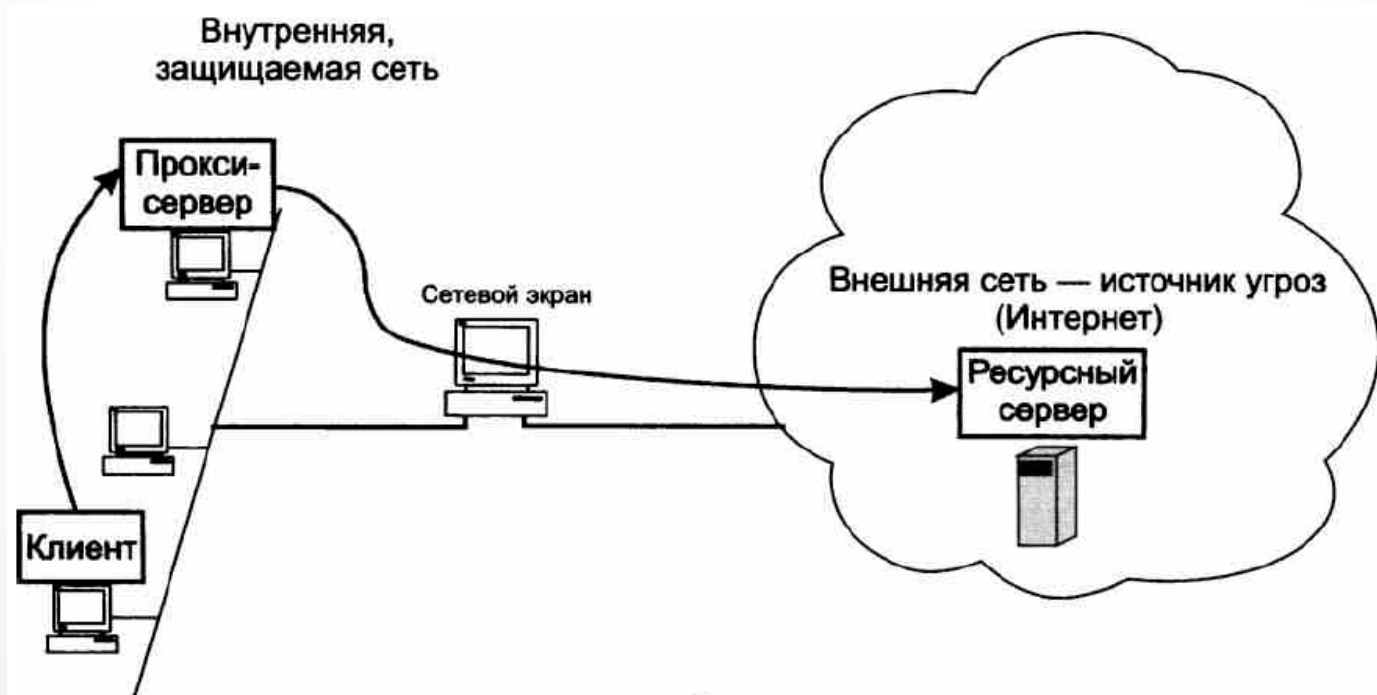 Внутренняя,
защищаемая сеть
Прокси-
сервер
Сетевой экран
Внешняя сеть — источник угроз
(Интернет)
Ресурсный
сервер
Клиент